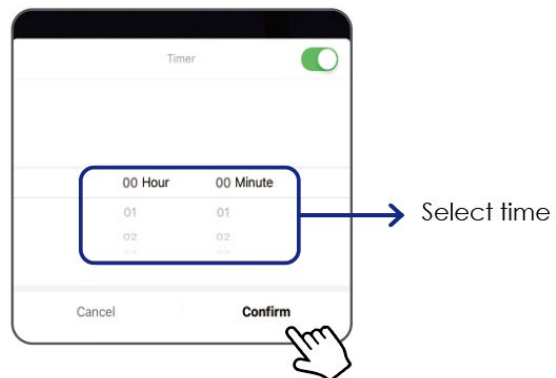 Timer
00 Hour 00 Minute
01 01
Select time
02 02
Cancel Confirm